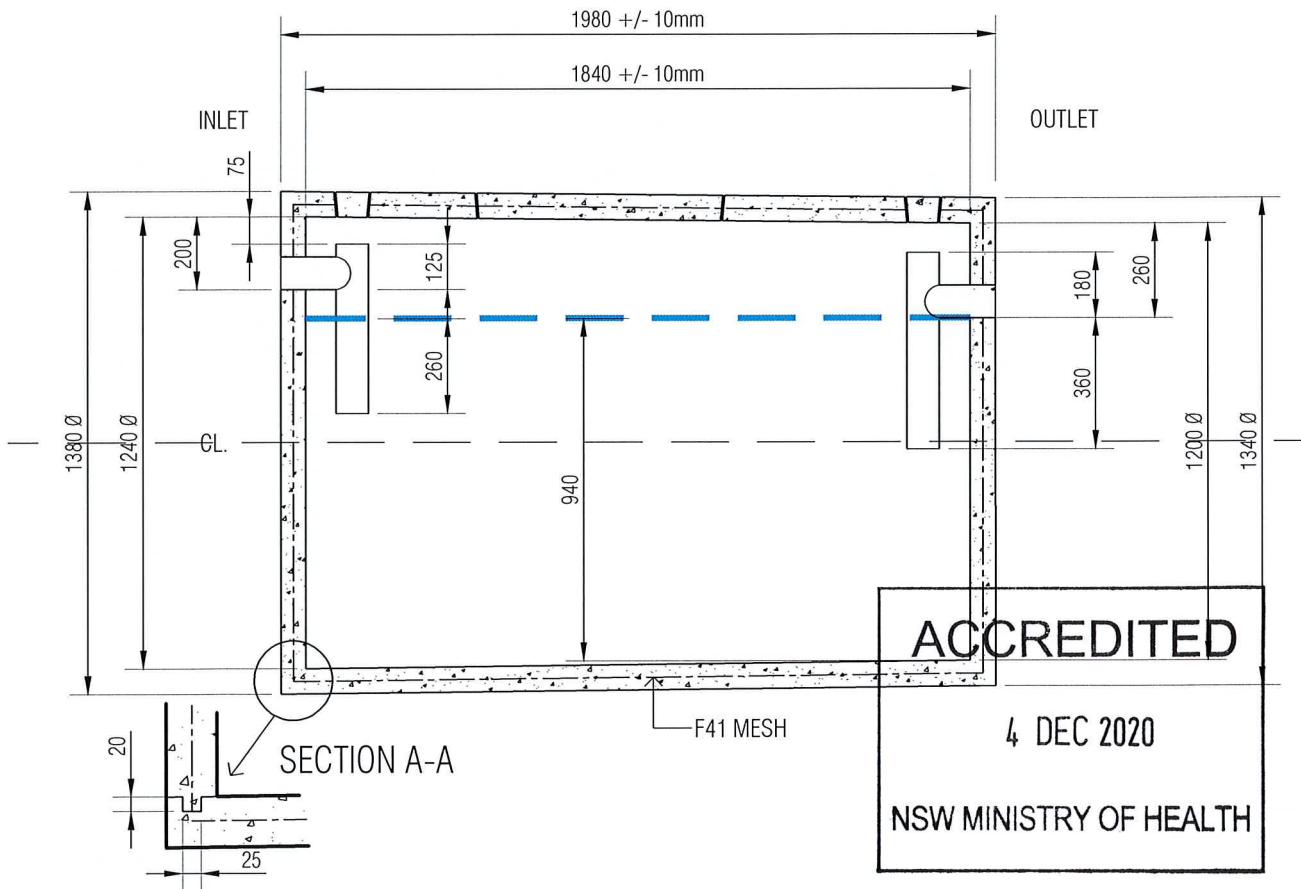 1980 +/- 10mm
1840 +/- 10mm
INLET
OUTLET
75
200
125
260
180
260
360
1380 Ø
1240 Ø
CL.
940
1200 Ø
1340 Ø
F41 MESH
SECTION A-A
20
25
ACCREDITED
4 DEC 2020
NSW MINISTRY OF HEALTH